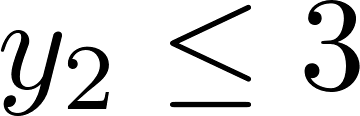 y₂ ≤ 3